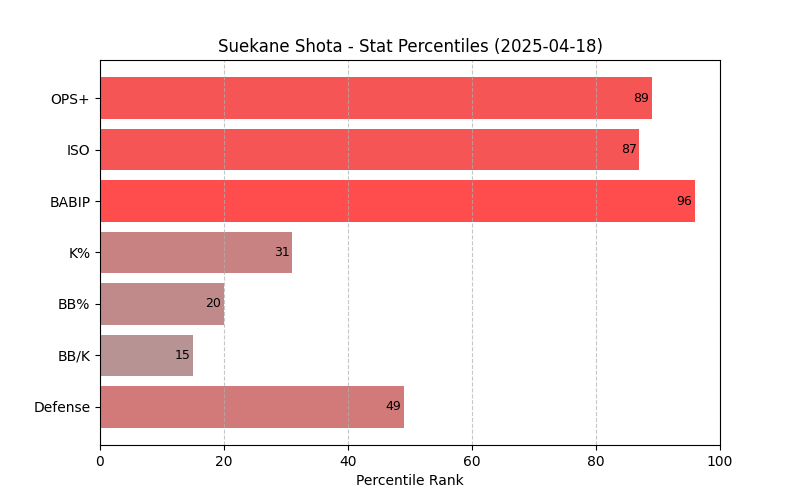 Suekane Shota - Stat Percentiles (2025-04-18)
OPS+ 89
ISO 87
BABIP 96
K% 31
BB% 20
BB/K 15
Defense 49
0 20 40 60 80 100
Percentile Rank